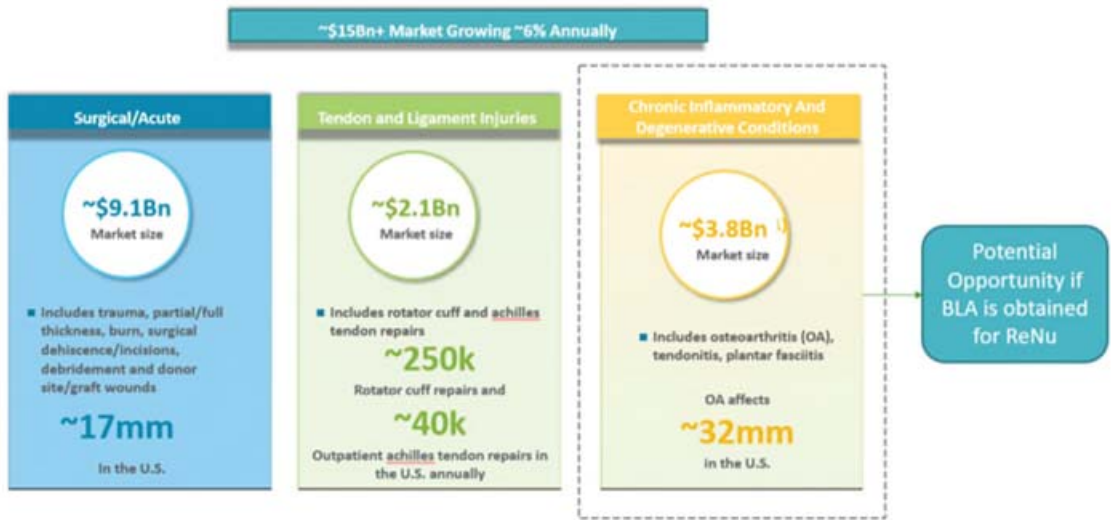 ~$15Bn+ Market Growing ~6% Annually
Surgical/Acute
~$9.1Bn
Market size
Includes trauma, partial/full
thickness, burn, surgical
dehiscence/incisions,
debridement and donor
site/graft wounds
~17mm
In the U.S.
Tendon and Ligament Injuries
~$2.1Bn
Market size
Includes rotator cuff and achilles
tendon repairs
~250k
Rotator cuff repairs and
~40k
Outpatient achilles tendon repairs in
the U.S. annually
Chronic Inflammatory And
Degenerative Conditions
~$3.8Bn
Market size
Includes osteoarthritis (OA),
tendonitis, plantar fasciitis
OA affects
~32mm
in the U.S.
Potential
Opportunity if
BLA is obtained
for ReNu